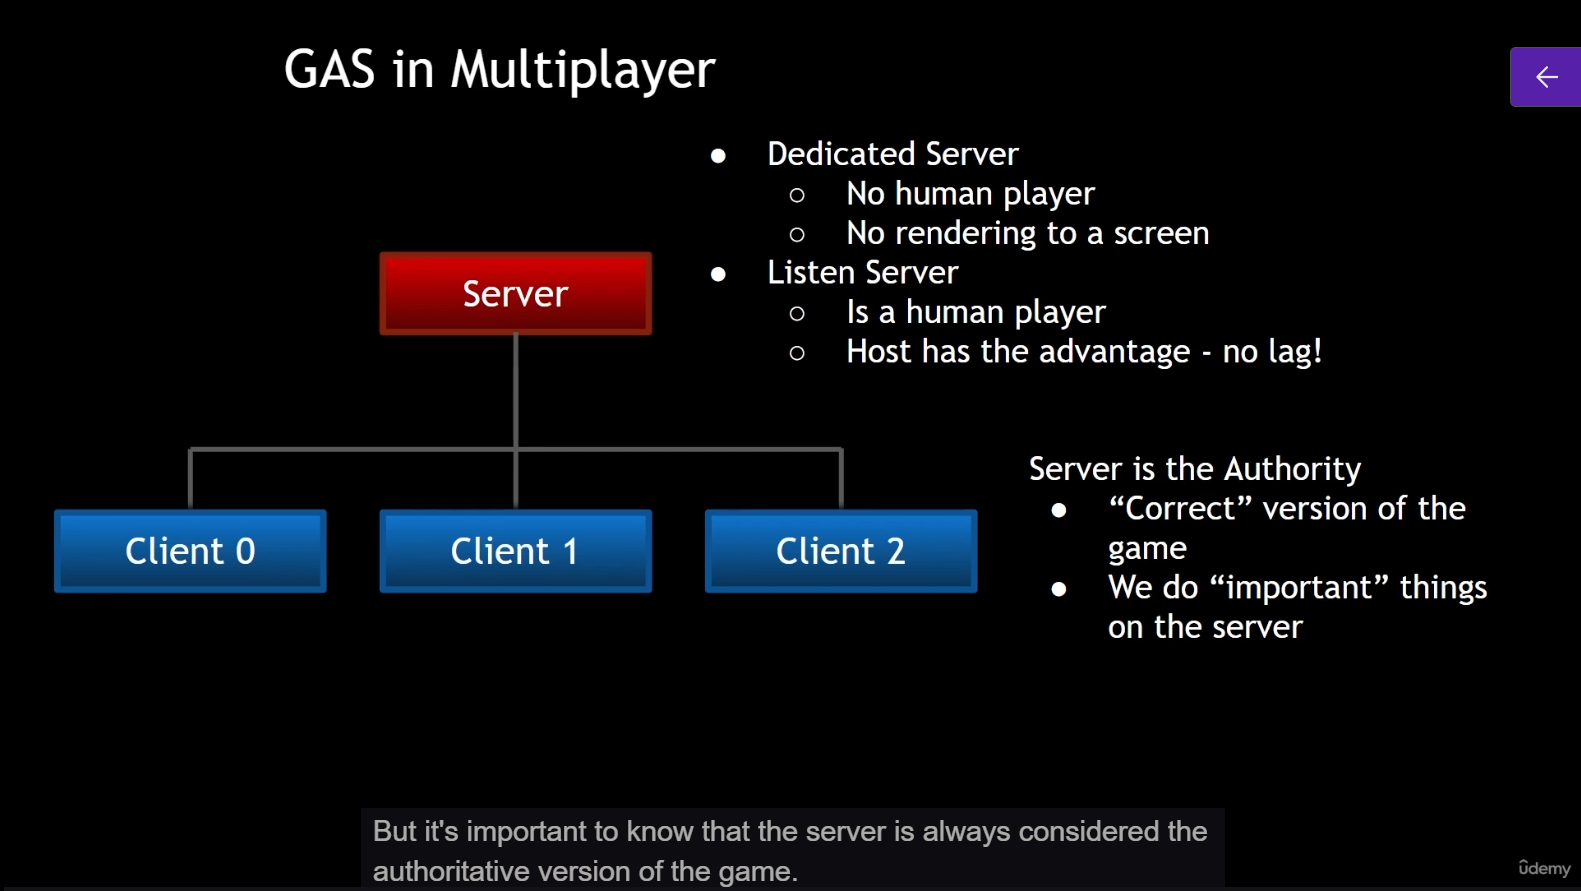 GAS in Multiplayer
● Dedicated Server
○ No human player
○ No rendering to a screen
● Listen Server
○ Is a human player
○ Host has the advantage - no lag!
Server
Client 0
Client 1
Client 2
Server is the Authority
● “Correct” version of the
game
● We do “important” things
on the server
But it's important to know that the server is always considered the
authoritative version of the game.
ûdemy